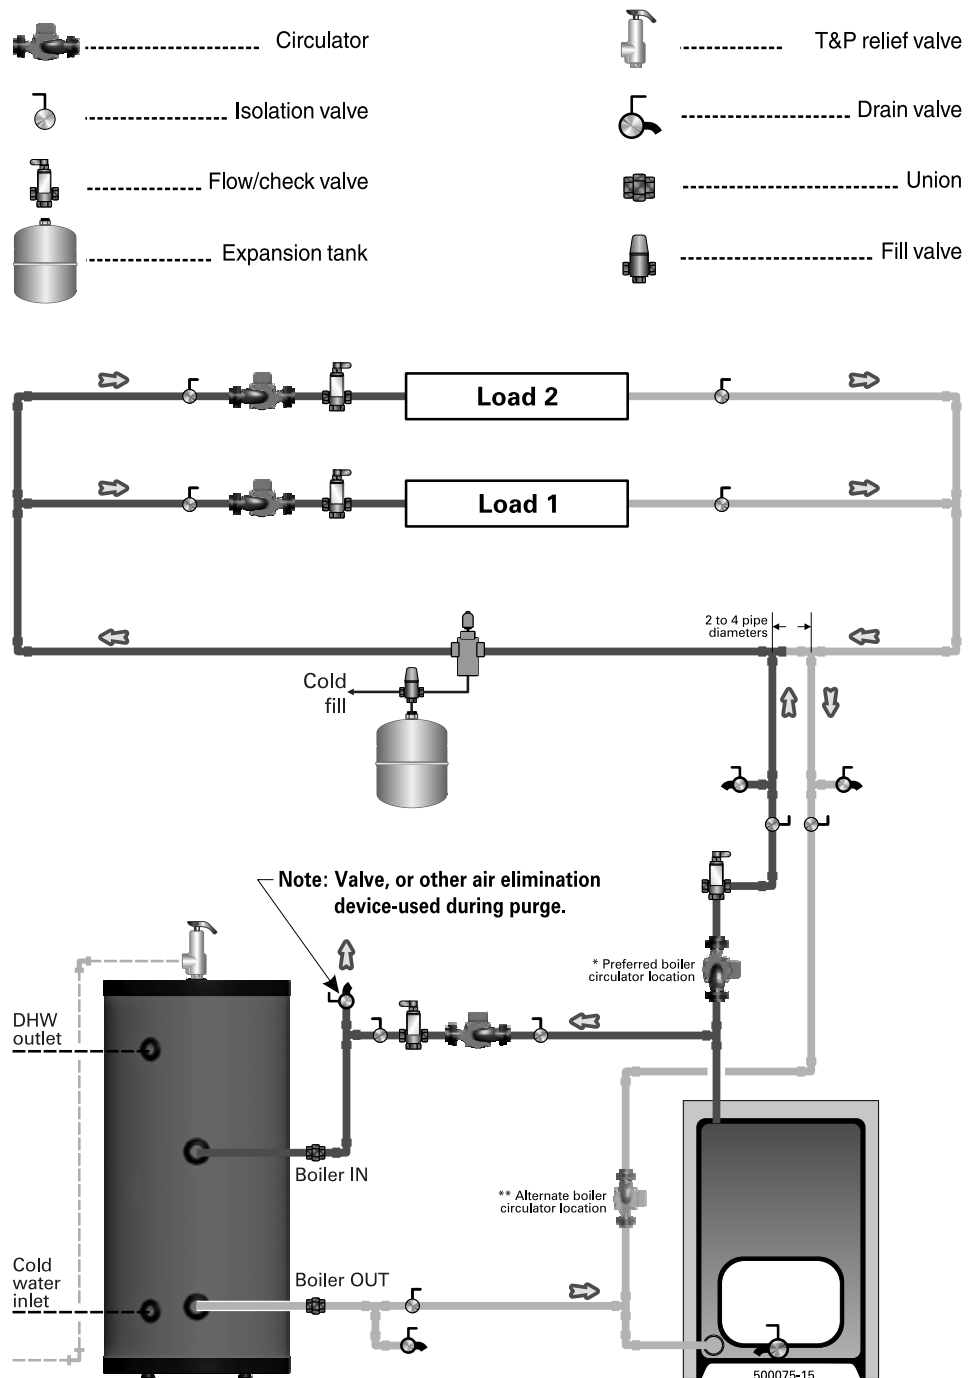 Circulator
T&P relief valve
Isolation valve
Drain valve
Flow/check valve
Union
Expansion tank
Fill valve
Load 2
Load 1
2 to 4 pipe
diameters
Cold
fill
Note: Valve, or other air elimination
device-used during purge.
* Preferred boiler
circulator location
DHW
outlet
Boiler IN
** Alternate boiler
circulator location
Cold
water
inlet
Boiler OUT
500075-15